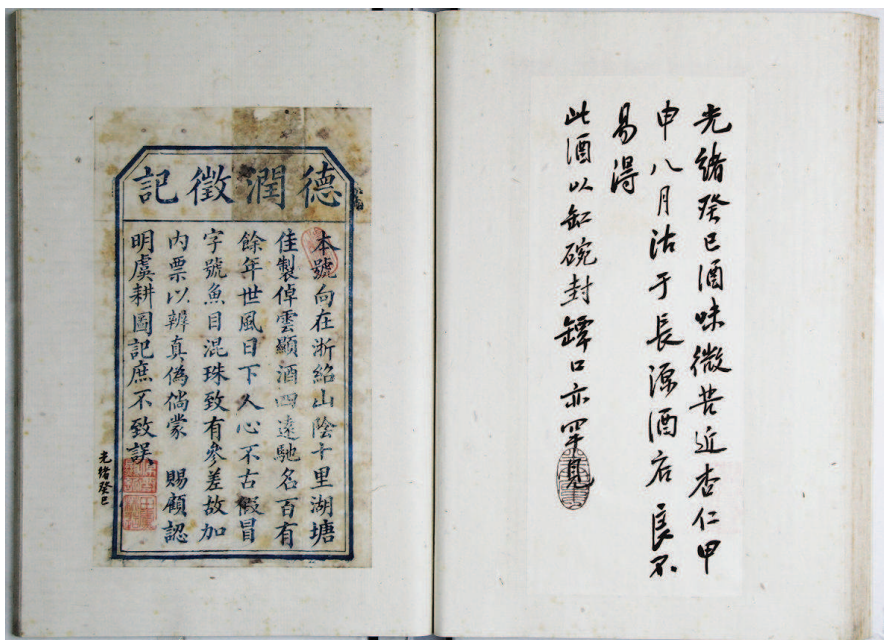 光緒癸巳酒味微苦近杏仁甲
申八月沽于長源酒店良不
易得
此酒以缸碗封罈口亦罕見
德潤徵記
本號向在浙紹山陰十里湖塘
佳製倬雲顯酒四遠馳名百有
餘年世風日下人心不古假冒
字號魚目混珠致有參差故加
内票以辨真偽倘蒙 賜顧認
明虞耕圖記庶不致誤
光緒癸巳